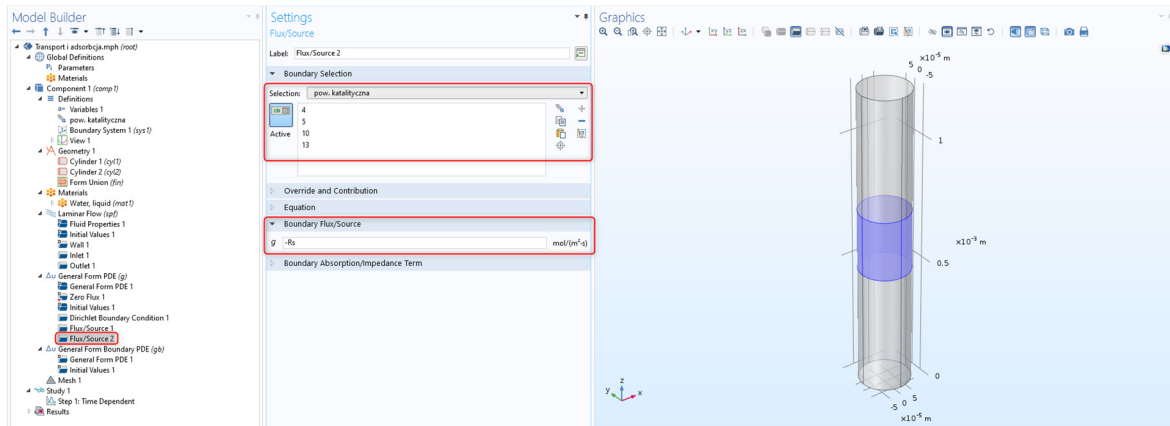 Model Builder
Transport i adsorbcja.mph (root)
Global Definitions
Pi Parameters
Materials
Component 1 (comp1)
Definitions
a= Variables 1
pow. katalityczna
Boundary System 1 (sys1)
View 1
Geometry 1
Cylinder 1 (cyl1)
Cylinder 2 (cyl2)
Form Union (fin)
Materials
Water, liquid (mat1)
Laminar Flow (spf)
Fluid Properties 1
Initial Values 1
Wall 1
Inlet 1
Outlet 1
Δu General Form PDE (g)
General Form PDE 1
Zero Flux 1
Initial Values 1
Dirichlet Boundary Condition 1
Flux/Source 1
Flux/Source 2
Δu General Form Boundary PDE (gb)
General Form PDE 1
Initial Values 1
Mesh 1
Study 1
Step 1: Time Dependent
Results
Settings
Flux/Source
Label: Flux/Source 2
Boundary Selection
Selection: pow. katalityczna
4
5
Active 10
13
Override and Contribution
Equation
Boundary Flux/Source
g -Rs mol/(m²·s)
Boundary Absorption/Impedance Term
Graphics
×10⁻⁵ m
5 0 -5
1
×10⁻³ m
0.5
0
-5 0 5
×10⁻⁵ m
z
y x